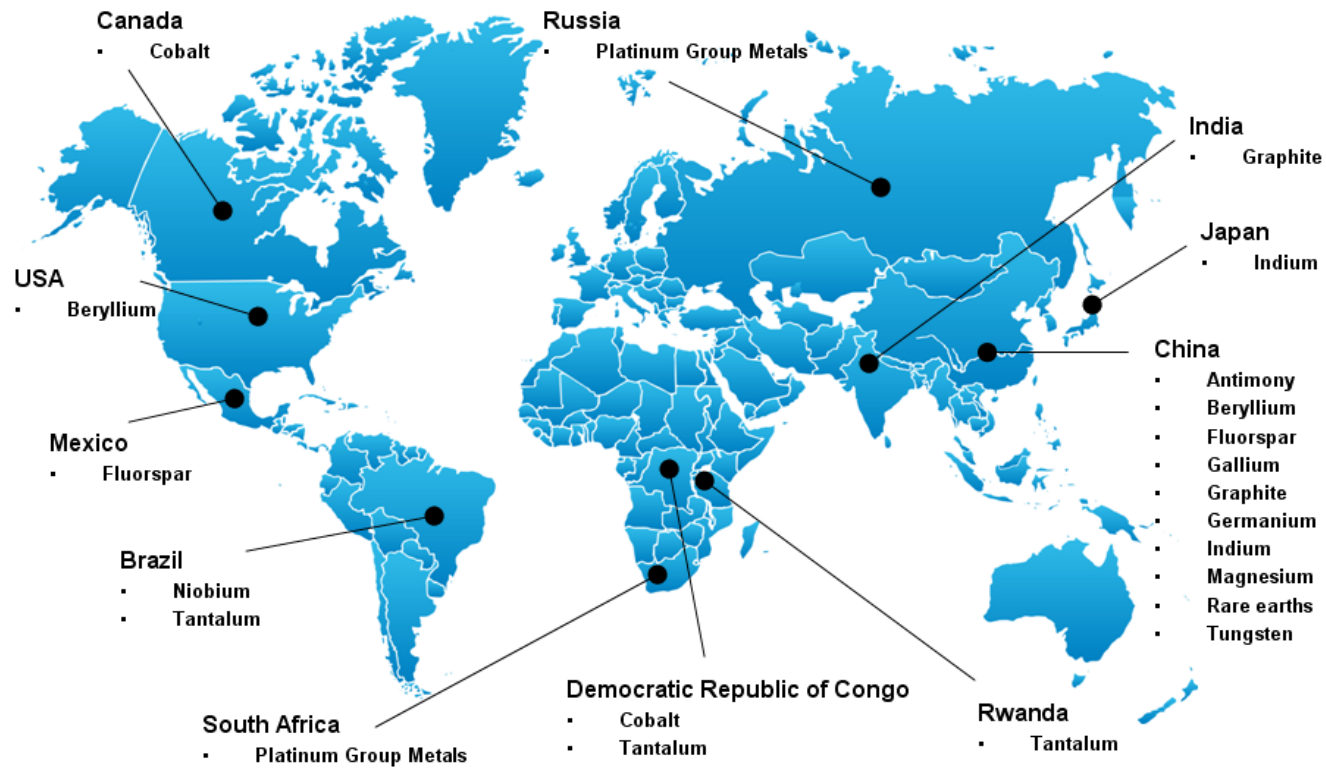 Canada
▪ Cobalt
Russia
▪ Platinum Group Metals
India
▪ Graphite
Japan
▪ Indium
USA
▪ Beryllium
China
▪ Antimony
▪ Beryllium
▪ Fluorspar
▪ Gallium
▪ Graphite
▪ Germanium
▪ Indium
▪ Magnesium
▪ Rare earths
▪ Tungsten
Mexico
▪ Fluorspar
Brazil
▪ Niobium
▪ Tantalum
South Africa
▪ Platinum Group Metals
Democratic Republic of Congo
▪ Cobalt
▪ Tantalum
Rwanda
▪ Tantalum